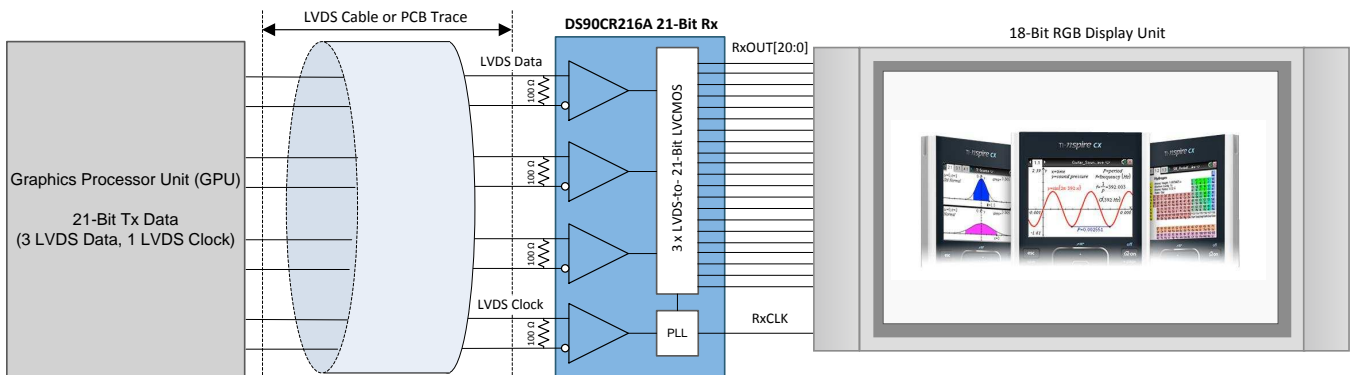 LVDS Cable or PCB Trace
DS90CR216A 21-Bit Rx
18-Bit RGB Display Unit
Graphics Processor Unit (GPU)
21-Bit Tx Data
(3 LVDS Data, 1 LVDS Clock)
LVDS Data
100 Ω
100 Ω
100 Ω
LVDS Clock
100 Ω
3 x LVDS-to- 21-Bit LVCMOS
PLL
RxOUT[20:0]
RxCLK
TI-nspire CX
TI-nspire CX
TI-nspire CX